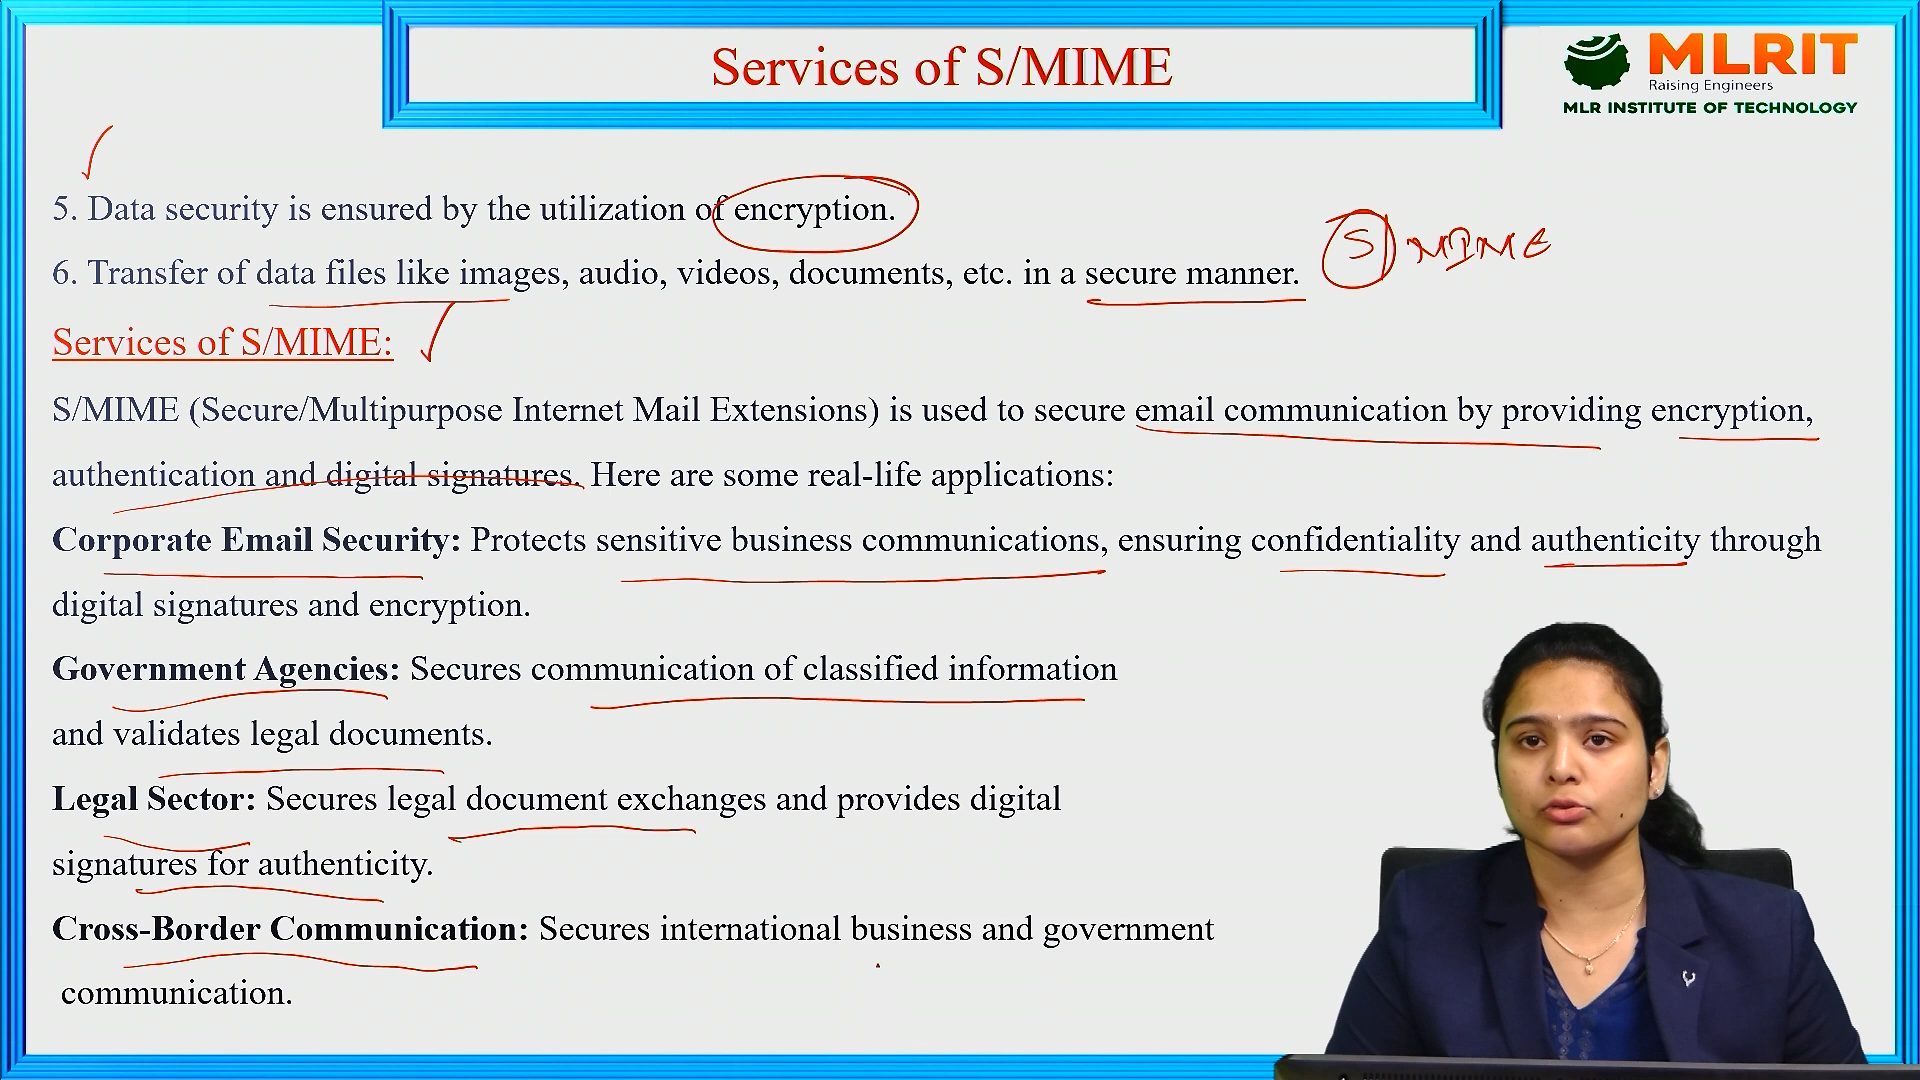 Services of S/MIME
MLRIT
Raising Engineers
MLR INSTITUTE OF TECHNOLOGY
5. Data security is ensured by the utilization of encryption.
S/MIME
6. Transfer of data files like images, audio, videos, documents, etc. in a secure manner.
Services of S/MIME:
S/MIME (Secure/Multipurpose Internet Mail Extensions) is used to secure email communication by providing encryption,
authentication and digital signatures. Here are some real-life applications:
Corporate Email Security: Protects sensitive business communications, ensuring confidentiality and authenticity through
digital signatures and encryption.
Government Agencies: Secures communication of classified information
and validates legal documents.
Legal Sector: Secures legal document exchanges and provides digital
signatures for authenticity.
Cross-Border Communication: Secures international business and government
communication.